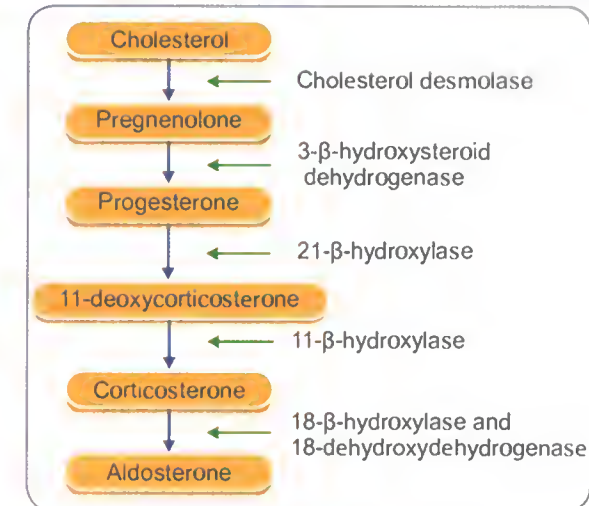 Cholesterol
Cholesterol desmolase
Pregnenolone
3-β-hydroxysteroid
dehydrogenase
Progesterone
21-β-hydroxylase
11-deoxycorticosterone
11-β-hydroxylase
Corticosterone
18-β-hydroxylase and
18-dehydroxydehydrogenase
Aldosterone